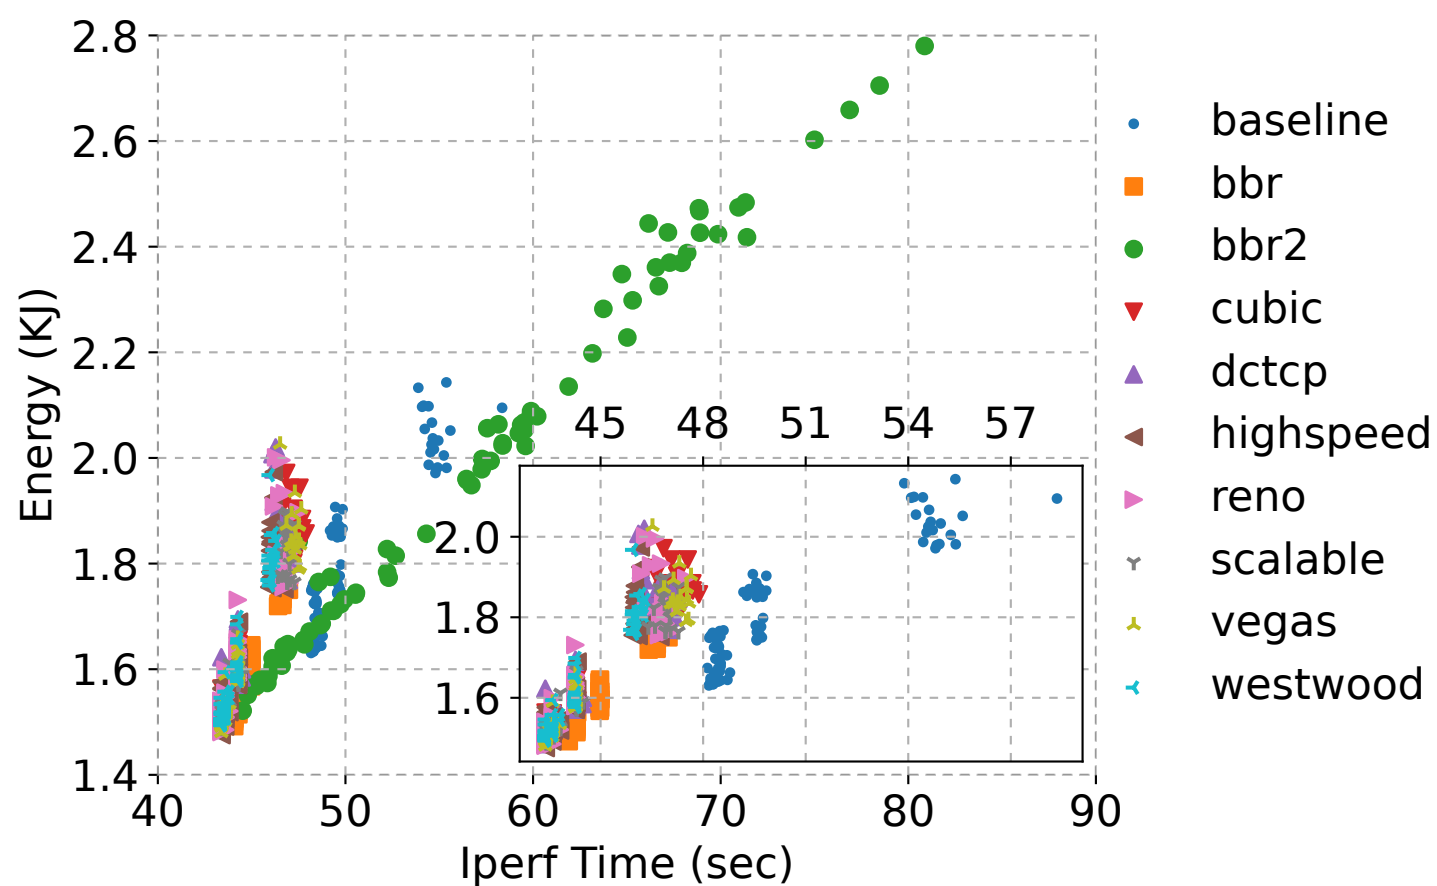 2.8
2.6
2.4
2.2
2.0
1.8
1.6
1.4
Energy (KJ)
40 50 60 70 80 90
Iperf Time (sec)
45 48 51 54 57
2.0
1.8
1.6
baseline
bbr
bbr2
cubic
dctcp
highspeed
reno
scalable
vegas
westwood